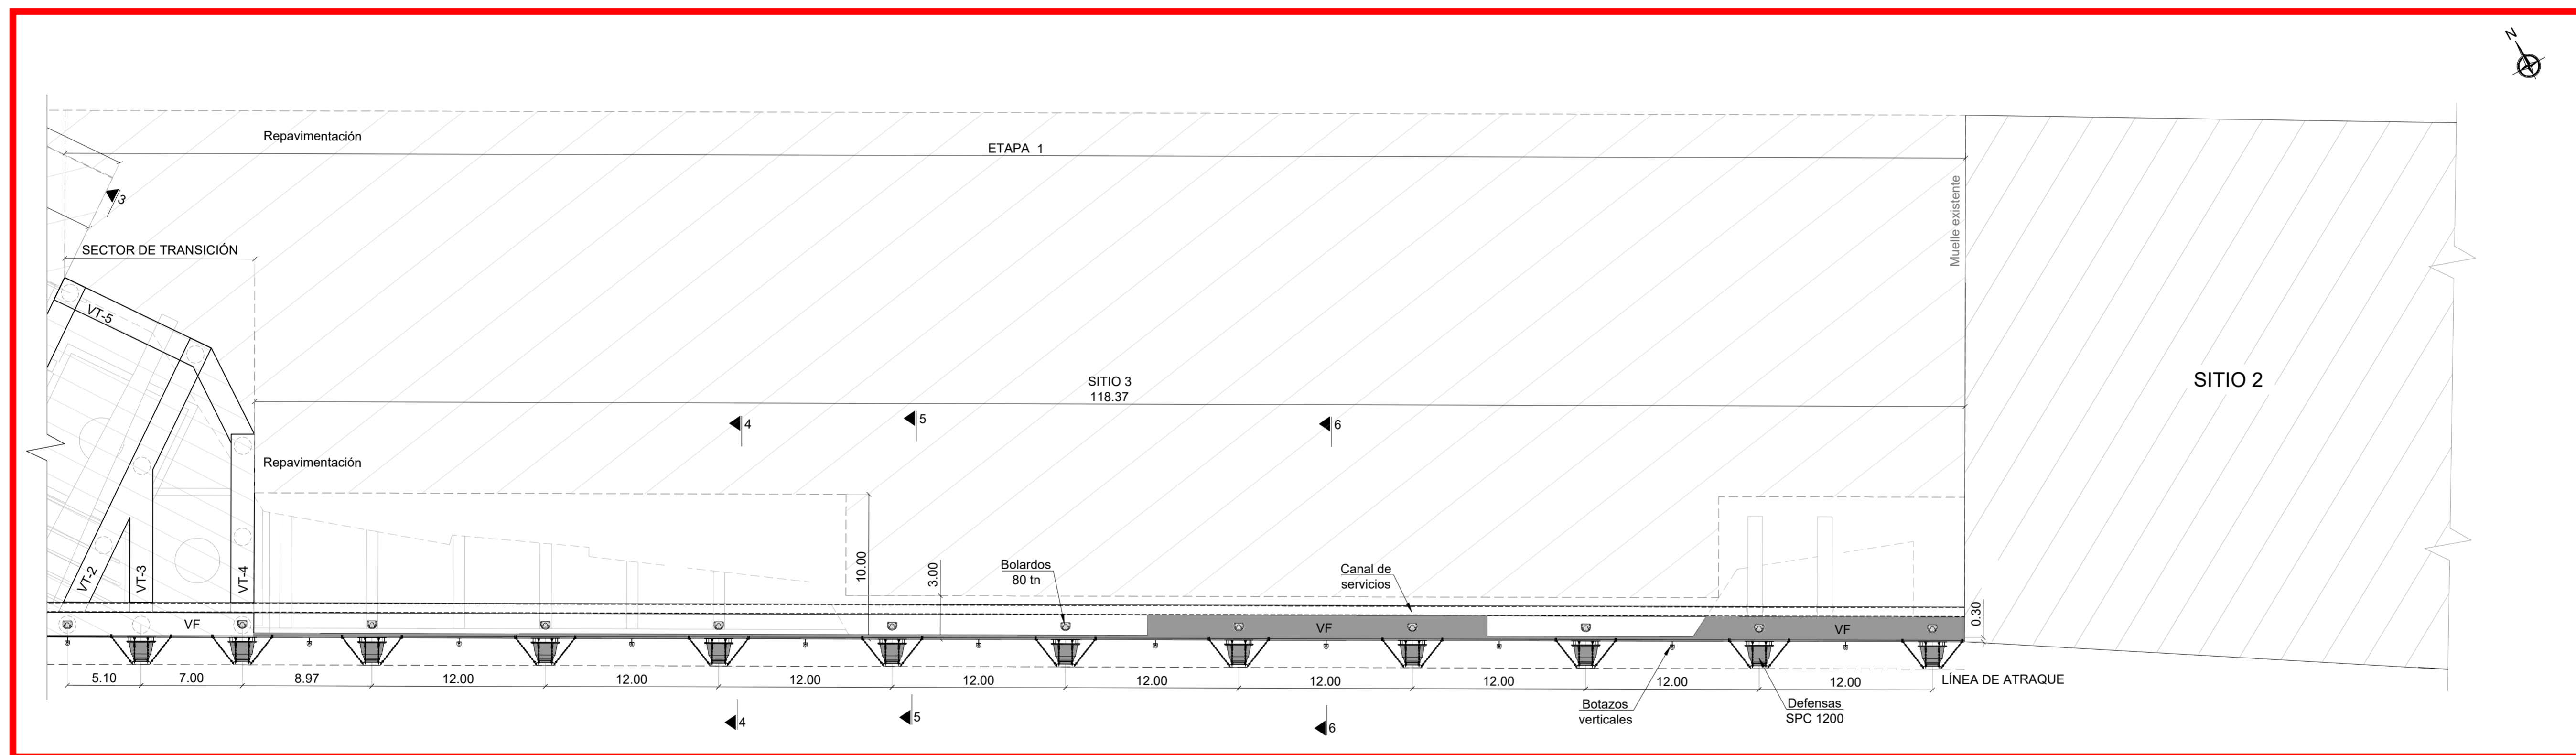 N
Repavimentación
ETAPA 1
3
Muelle existente
SECTOR DE TRANSICIÓN
VT-5
SITIO 3
118.37
SITIO 2
4
5
6
Repavimentación
10.00
3.00
Bolardos
80 tn
Canal de
servicios
VT-2
VT-3
VT-4
0.30
VF
VF
VF
5.10
7.00
8.97
12.00
12.00
12.00
12.00
12.00
12.00
12.00
12.00
12.00
LÍNEA DE ATRAQUE
Botazos
verticales
Defensas
SPC 1200
4
5
6